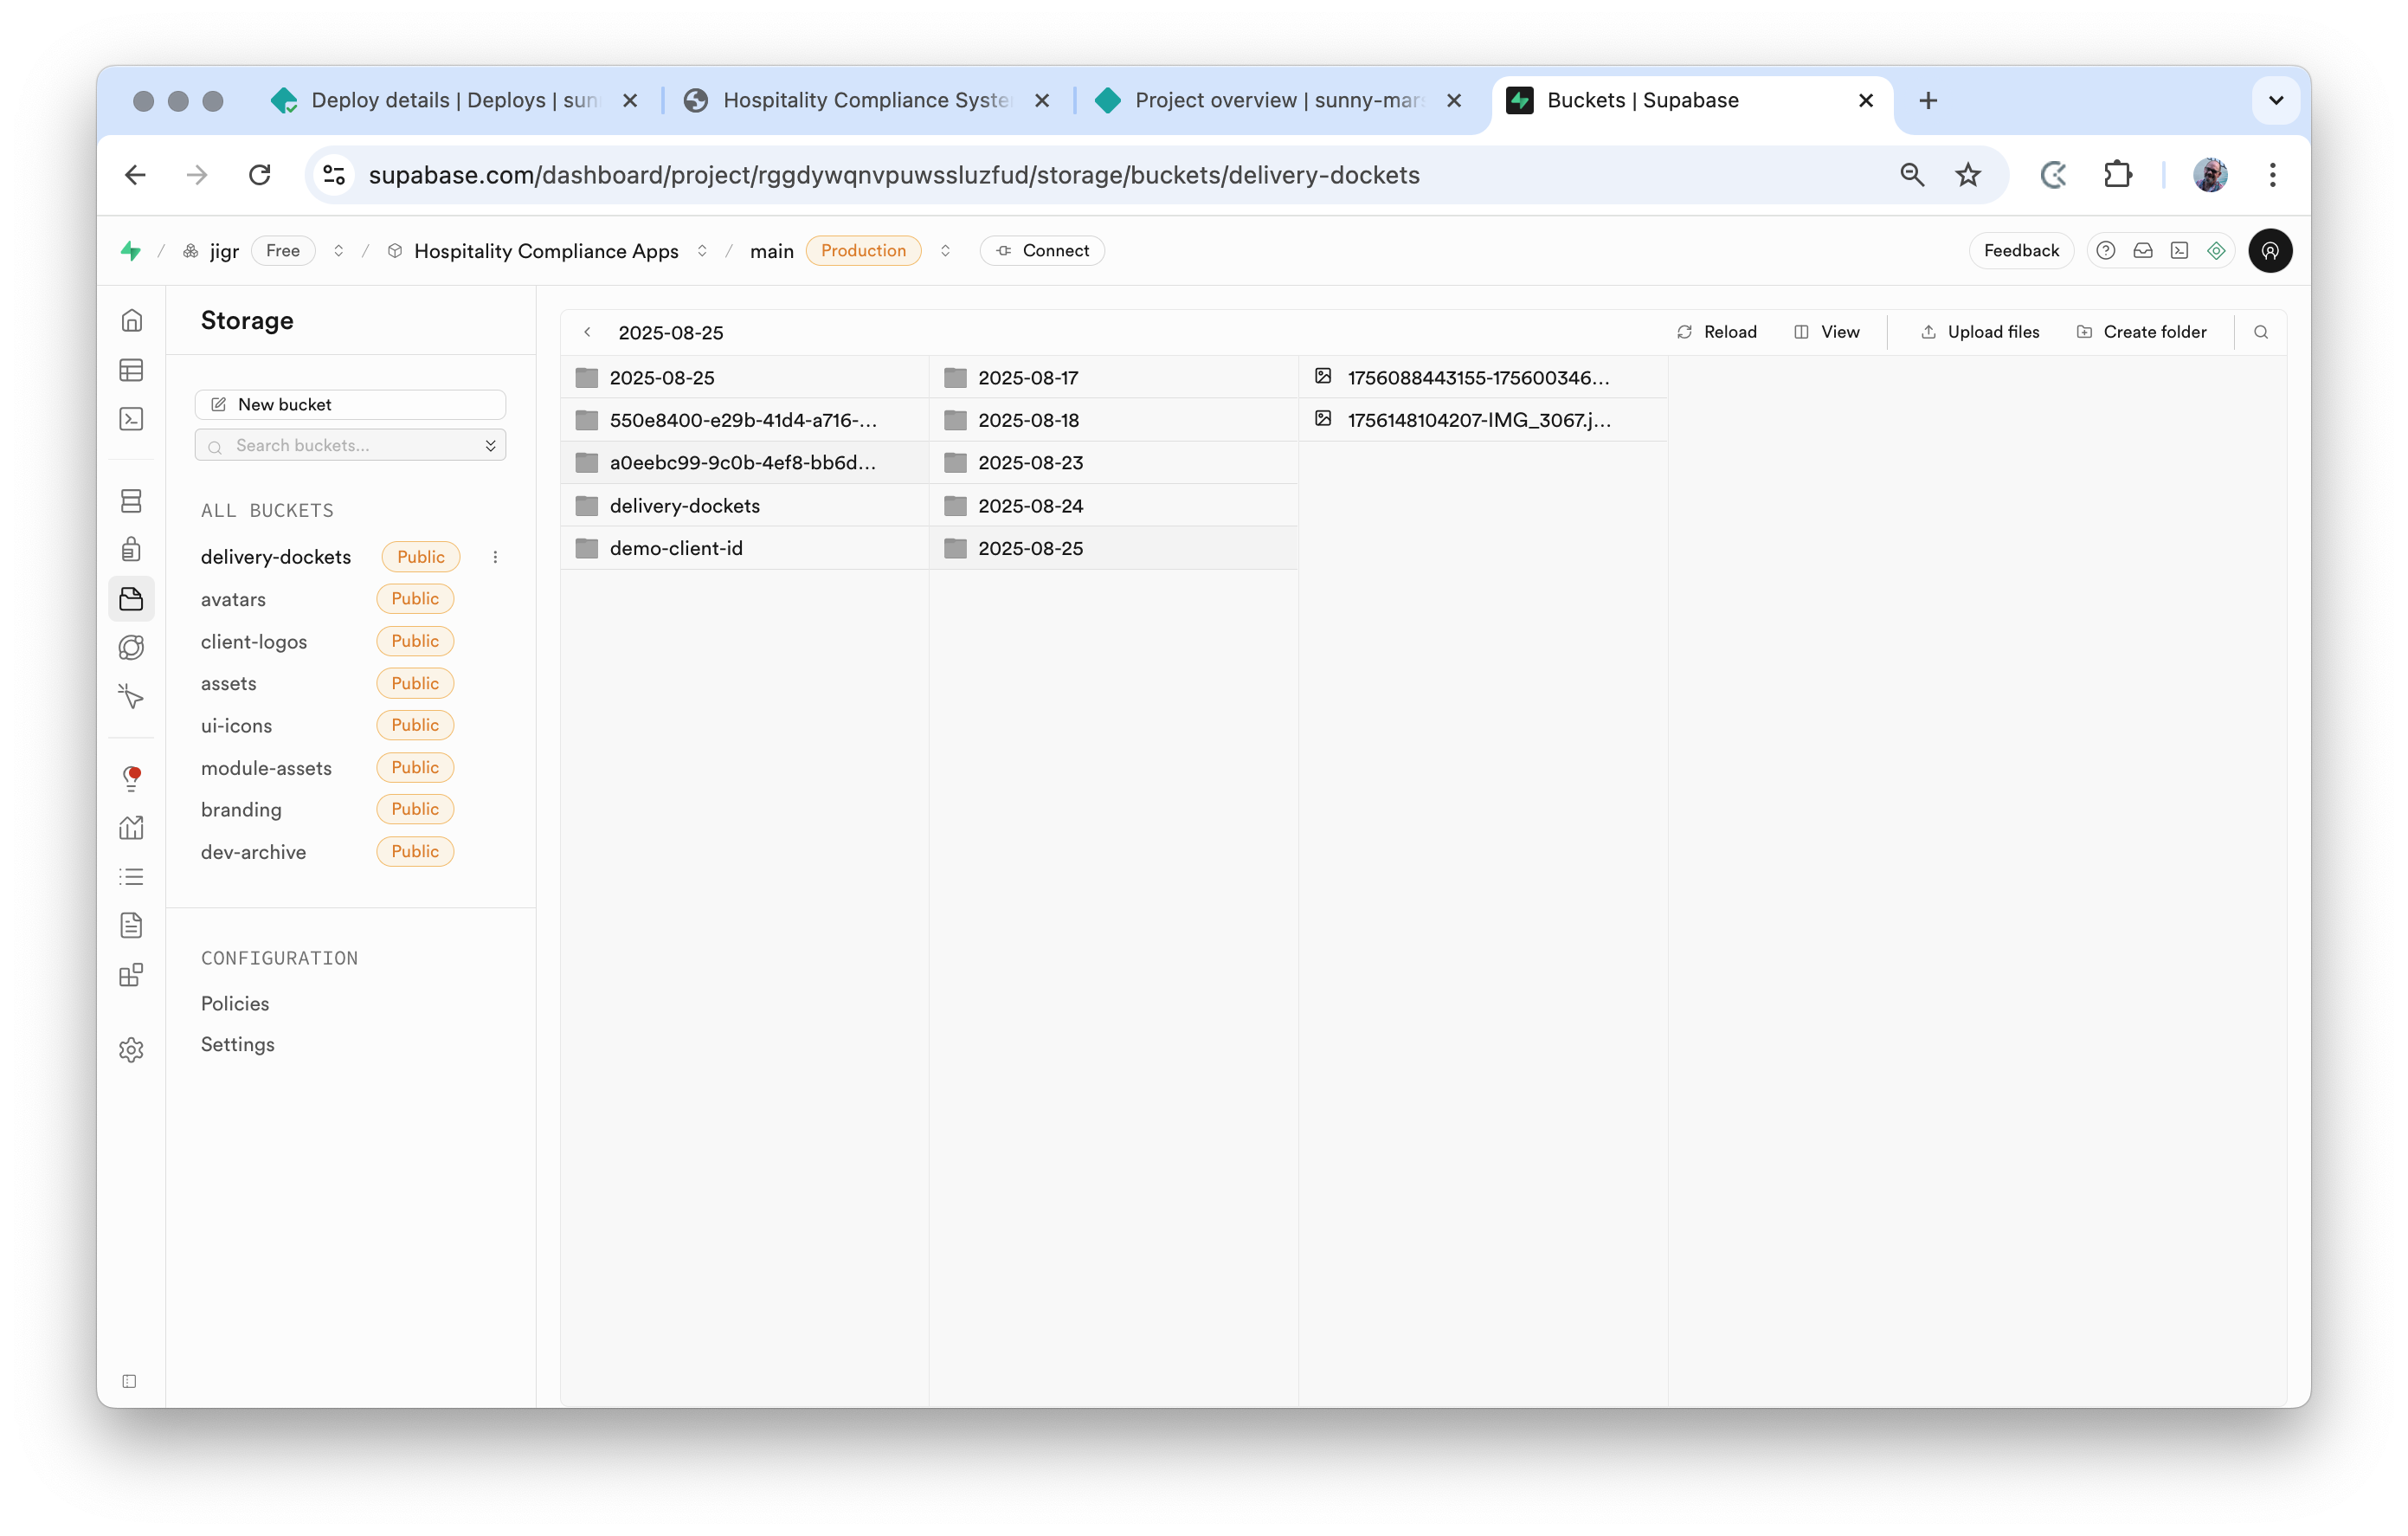 Deploy details | Deploys | sun
Hospitality Compliance Syste
Project overview | sunny-mars
Buckets | Supabase
supabase.com/dashboard/project/rggdywqnvpuwssluzfud/storage/buckets/delivery-dockets
/ jigr Free / Hospitality Compliance Apps / main Production Connect
Feedback
Storage
New bucket
Search buckets...
ALL BUCKETS
delivery-dockets Public
avatars Public
client-logos Public
assets Public
ui-icons Public
module-assets Public
branding Public
dev-archive Public
CONFIGURATION
Policies
Settings
2025-08-25
Reload View Upload files Create folder
2025-08-25
550e8400-e29b-41d4-a716-...
a0eebc99-9c0b-4ef8-bb6d...
delivery-dockets
demo-client-id
2025-08-17
2025-08-18
2025-08-23
2025-08-24
2025-08-25
1756088443155-175600346...
1756148104207-IMG_3067.j...